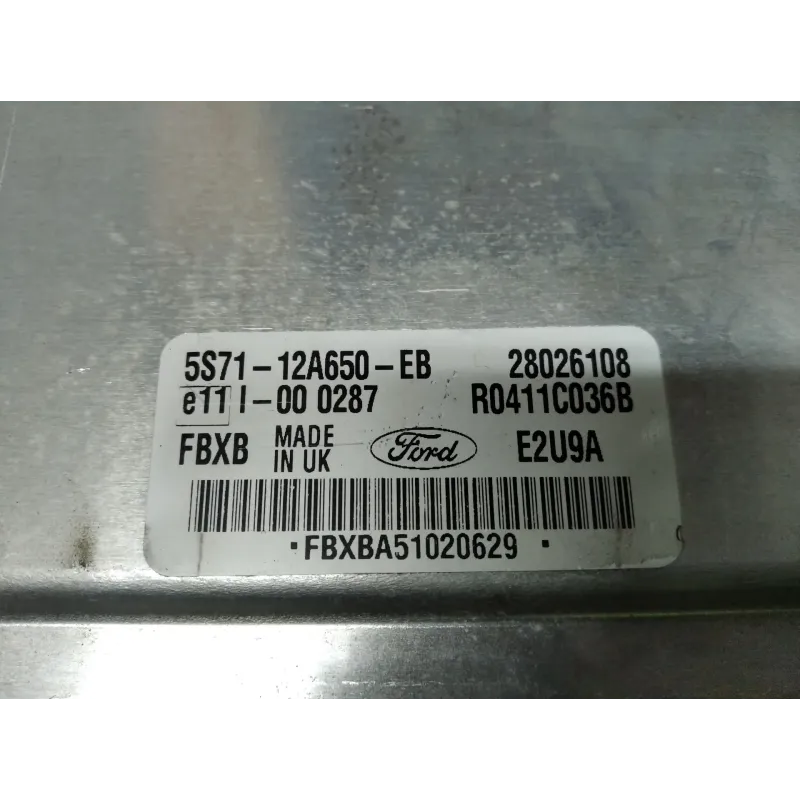 5S71-12A650-EB 28026108
e11 I-00 0287 R0411C036B
FBXB MADE IN UK Ford E2U9A
·FBXBA51020629·